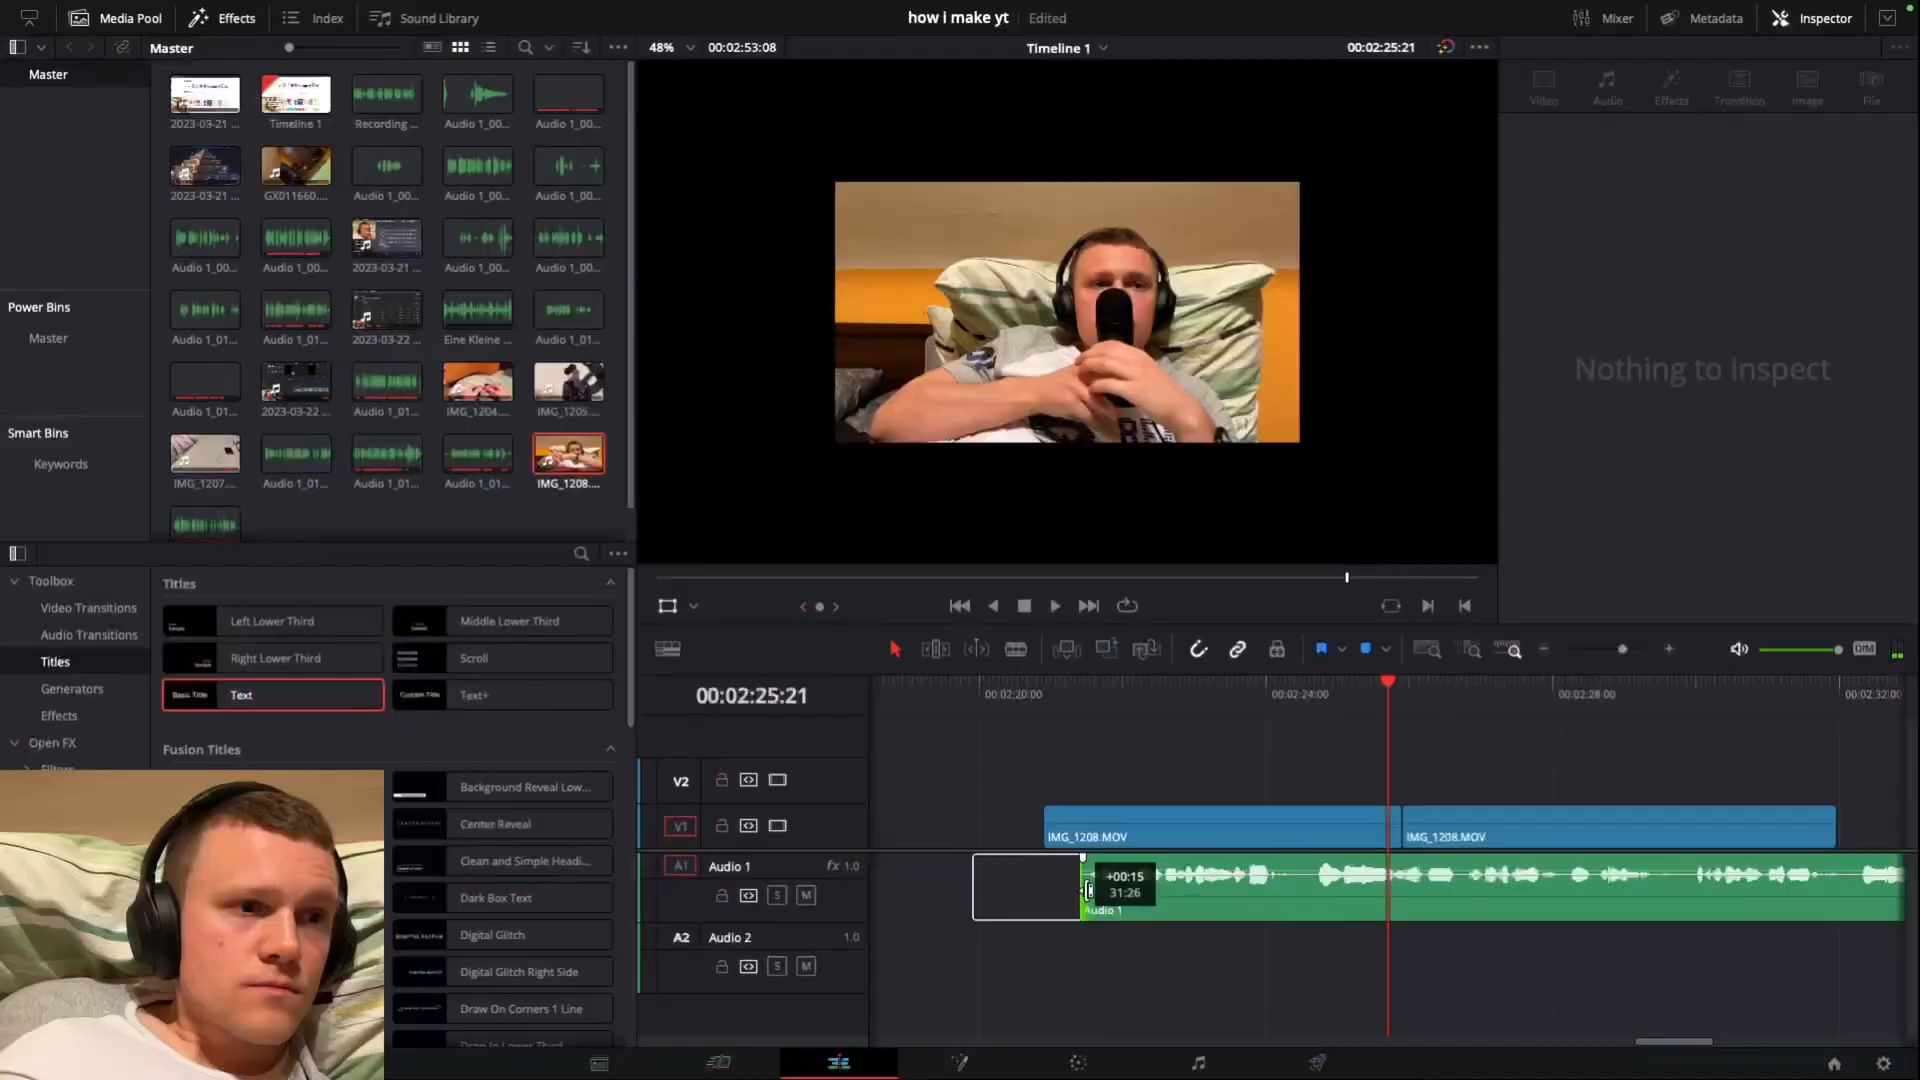 Media Pool Effects Index Sound Library how i make yt Edited Mixer Metadata Inspector
Master 48% 00:02:53:08 Timeline 1 00:02:25:21
Master
2023-03-21 ... Timeline 1 Recording ... Audio 1_00... Audio 1_00...
2023-03-21 ... GX011660.... Audio 1_00... Audio 1_00... Audio 1_00...
Audio 1_00... Audio 1_00... 2023-03-21 ... Audio 1_00... Audio 1_00...
Audio 1_01... Audio 1_01... 2023-03-22 ... Eine Kleine ... Audio 1_01...
Audio 1_01... 2023-03-22 ... Audio 1_01... IMG_1204.... IMG_1205....
IMG_1207.... Audio 1_01... Audio 1_01... Audio 1_01... IMG_1208....
Power Bins
Master
Smart Bins
Keywords
Video Audio Effects Transition Image File
Nothing to inspect
Toolbox
Video Transitions
Audio Transitions
Titles
Generators
Effects
Open FX
Filters
Titles
Left Lower Third Middle Lower Third
Right Lower Third Scroll
Basic Title Text Custom Title Text+
Fusion Titles
Background Reveal Low...
Center Reveal
Clean and Simple Headi...
Dark Box Text
Digital Glitch
Digital Glitch Right Side
Draw On Corners 1 Line
Drop In Lower Third
DIM
00:02:25:21 00:02:20:00 00:02:24:00 00:02:28:00 00:02:32:00
V2
V1 IMG_1208.MOV IMG_1208.MOV
A1 Audio 1 fx 1.0
S M
+00:15
31:26
Audio 1
A2 Audio 2 1.0
S M